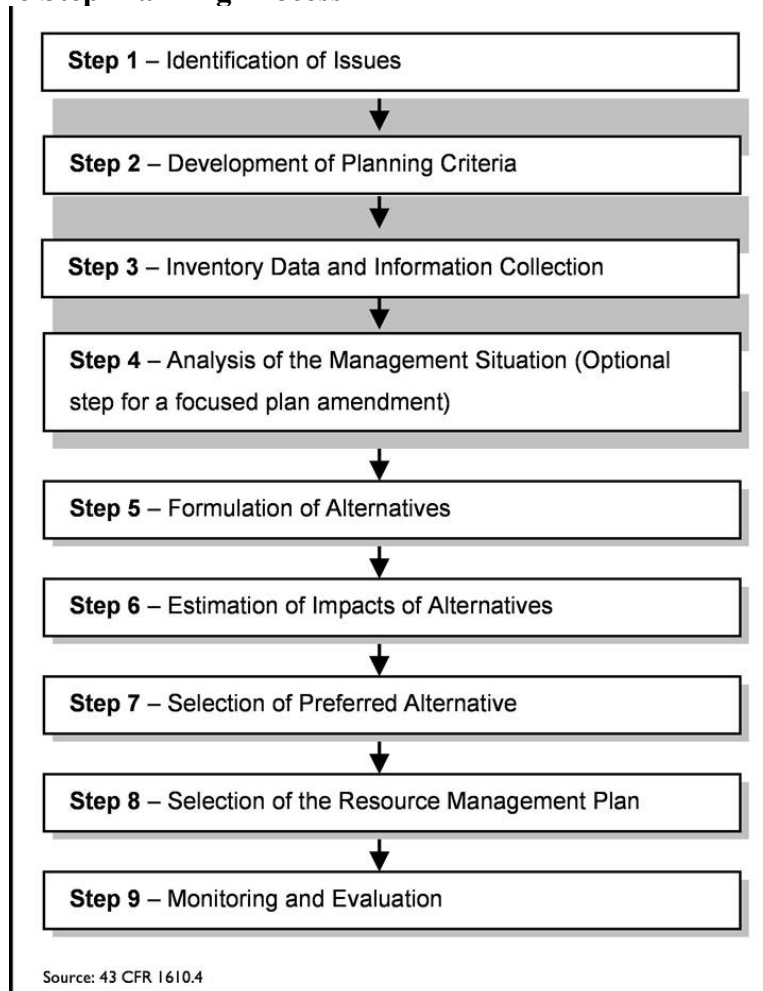 Step 1 – Identification of Issues
Step 2 – Development of Planning Criteria
Step 3 – Inventory Data and Information Collection
Step 4 – Analysis of the Management Situation (Optional
step for a focused plan amendment)
Step 5 – Formulation of Alternatives
Step 6 – Estimation of Impacts of Alternatives
Step 7 – Selection of Preferred Alternative
Step 8 – Selection of the Resource Management Plan
Step 9 – Monitoring and Evaluation
Source: 43 CFR 1610.4